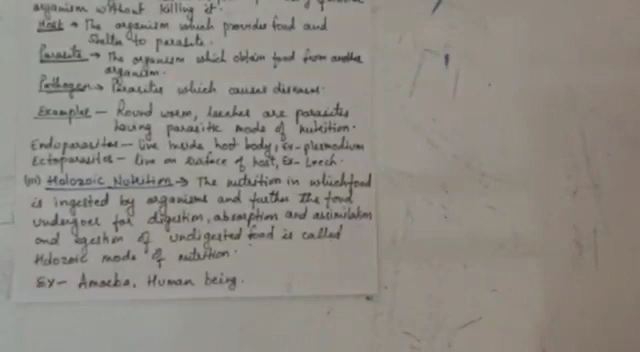 organism without killing it.
Host → The organism which provides food and
Shelter to parasite.
Parasite → The organism which obtain food from another
organism.
Pathogen → Parasites which causes diseases.
Examples — Round worm, leeches are parasites
having parasitic mode of nutrition.
Endoparasites — live inside host body, Ex- plasmodium
Ectoparasites — live on surface of host, Ex- Leech.
(iii) Holozoic Nutrition → The nutrition in which food
is ingested by organisms and further the food
undergoes for digestion, absorption and assimilation
and egestion of undigested food is called
Holozoic mode of nutrition.
Ex— Amoeba, Human being.